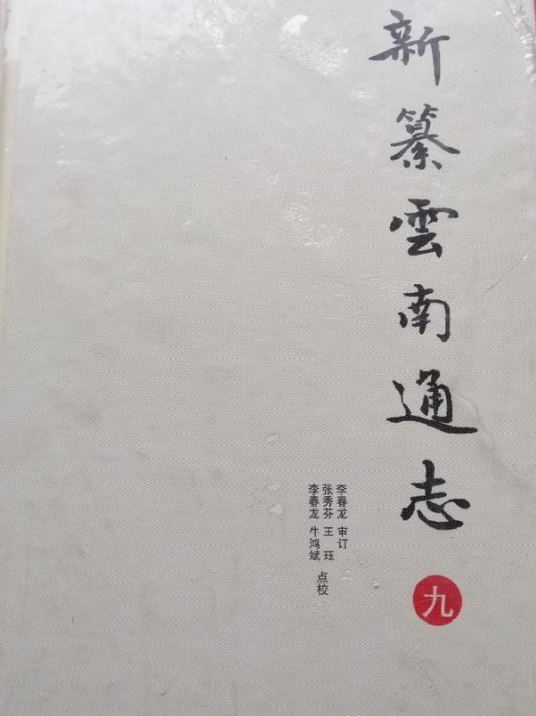 新纂雲南通志
九
李春龙 审订
张秀芬 王珏
李春龙 牛鸿斌
点校